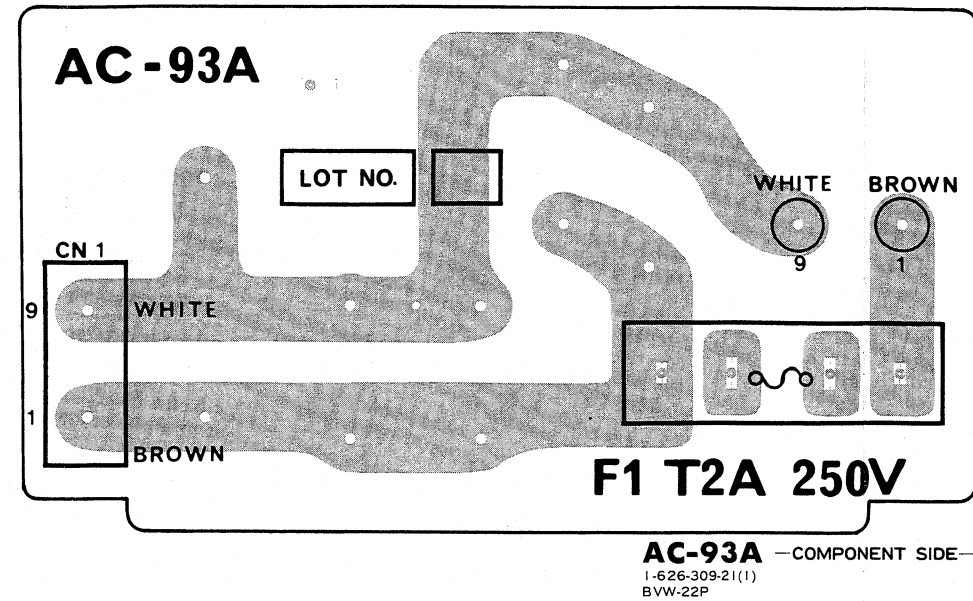 AC-93A
LOT NO.
WHITE BROWN
9 1
CN 1
9 WHITE
1
BROWN
F1 T2A 250V
AC-93A —COMPONENT SIDE—
1-626-309-21(1)
BVW-22P